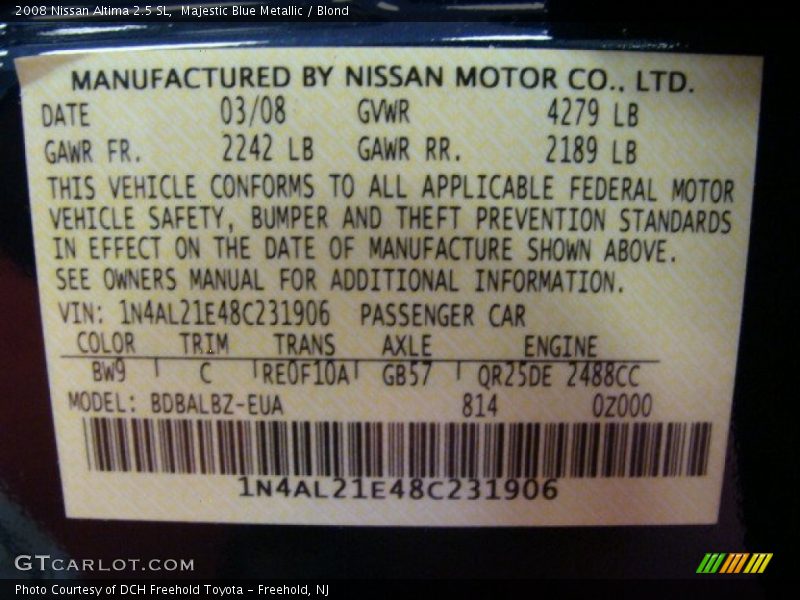 2008 Nissan Altima 2.5 SL,  Majestic Blue Metallic / Blond
MANUFACTURED BY NISSAN MOTOR CO., LTD.
DATE 03/08 GVWR 4279 LB
GAWR FR. 2242 LB GAWR RR. 2189 LB
THIS VEHICLE CONFORMS TO ALL APPLICABLE FEDERAL MOTOR
VEHICLE SAFETY, BUMPER AND THEFT PREVENTION STANDARDS
IN EFFECT ON THE DATE OF MANUFACTURE SHOWN ABOVE.
SEE OWNERS MANUAL FOR ADDITIONAL INFORMATION.
VIN: 1N4AL21E48C231906 PASSENGER CAR
COLOR TRIM TRANS AXLE ENGINE
BW9 C RE0F10A GB57 QR25DE 2488CC
MODEL: BDBALBZ-EUA 814 0Z000
1N4AL21E48C231906
GTCARLOT.COM
Photo Courtesy of DCH Freehold Toyota - Freehold, NJ